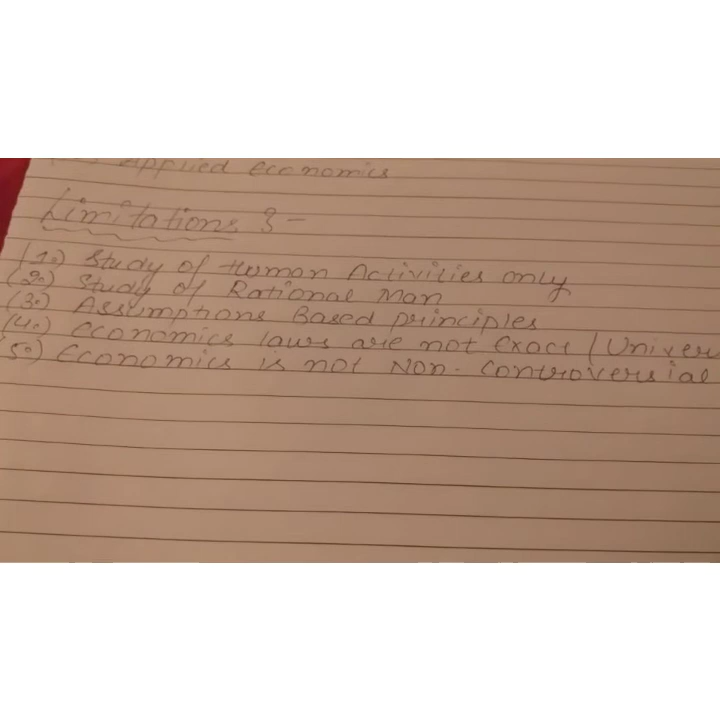 applied economics
Limitations :-
(1.) Study of Human Activities only
(2.) Study of Rational Man
(3.) Assumptions Based principles
(4.) economics laws are not exact (Univer
(5.) Economics is not Non-controversial